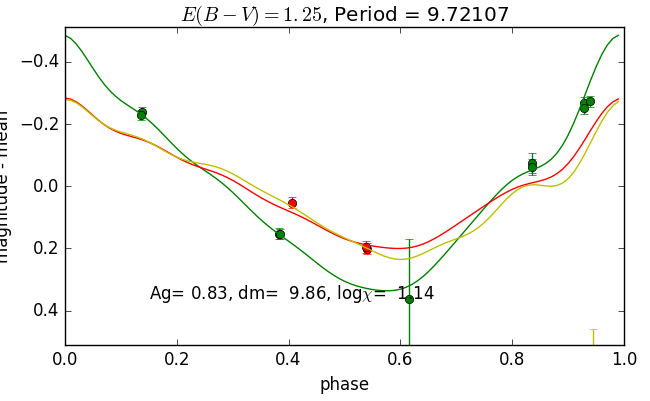 E(B − V) = 1.25, Period = 9.72107
magnitude - mean
−0.4
−0.2
0.0
0.2
0.4
Ag= 0.83, dm= 9.86, logχ= 1.14
0.0 0.2 0.4 0.6 0.8 1.0
phase